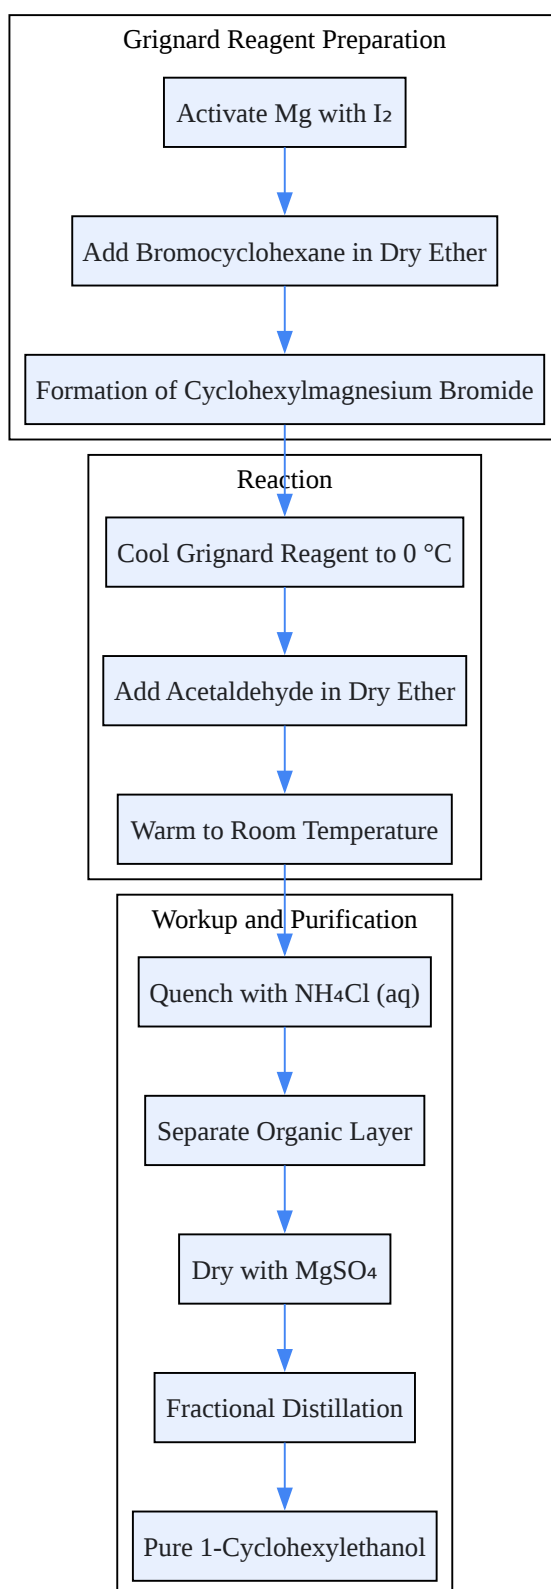 Grignard Reagent Preparation
Activate Mg with I₂
Add Bromocyclohexane in Dry Ether
Formation of Cyclohexylmagnesium Bromide
Reaction
Cool Grignard Reagent to 0 °C
Add Acetaldehyde in Dry Ether
Warm to Room Temperature
Workup and Purification
Quench with NH₄Cl (aq)
Separate Organic Layer
Dry with MgSO₄
Fractional Distillation
Pure 1-Cyclohexylethanol